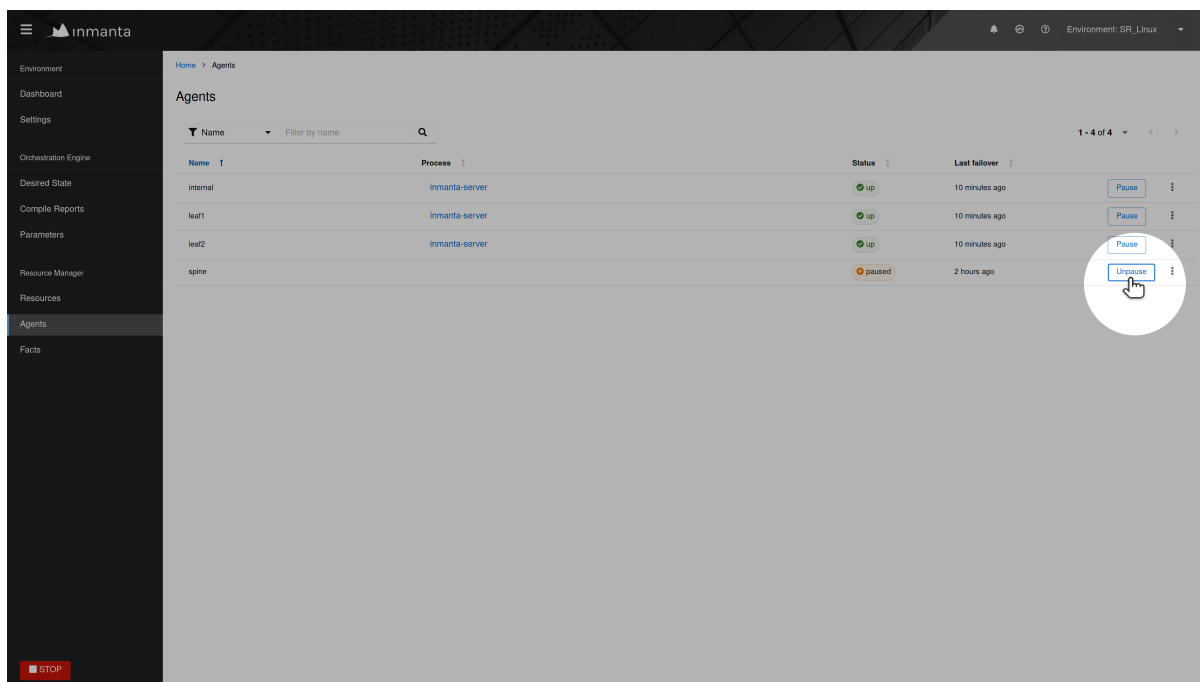 inmanta
Environment: SR_Linux
Environment
Dashboard
Settings
Orchestration Engine
Desired State
Compile Reports
Parameters
Resource Manager
Resources
Agents
Facts
STOP
Home > Agents
Agents
Name Filter by name 1 - 4 of 4
Name Process Status Last failover
internal inmanta-server up 10 minutes ago Pause
leaf1 inmanta-server up 10 minutes ago Pause
leaf2 inmanta-server up 10 minutes ago Pause
spine paused 2 hours ago Unpause